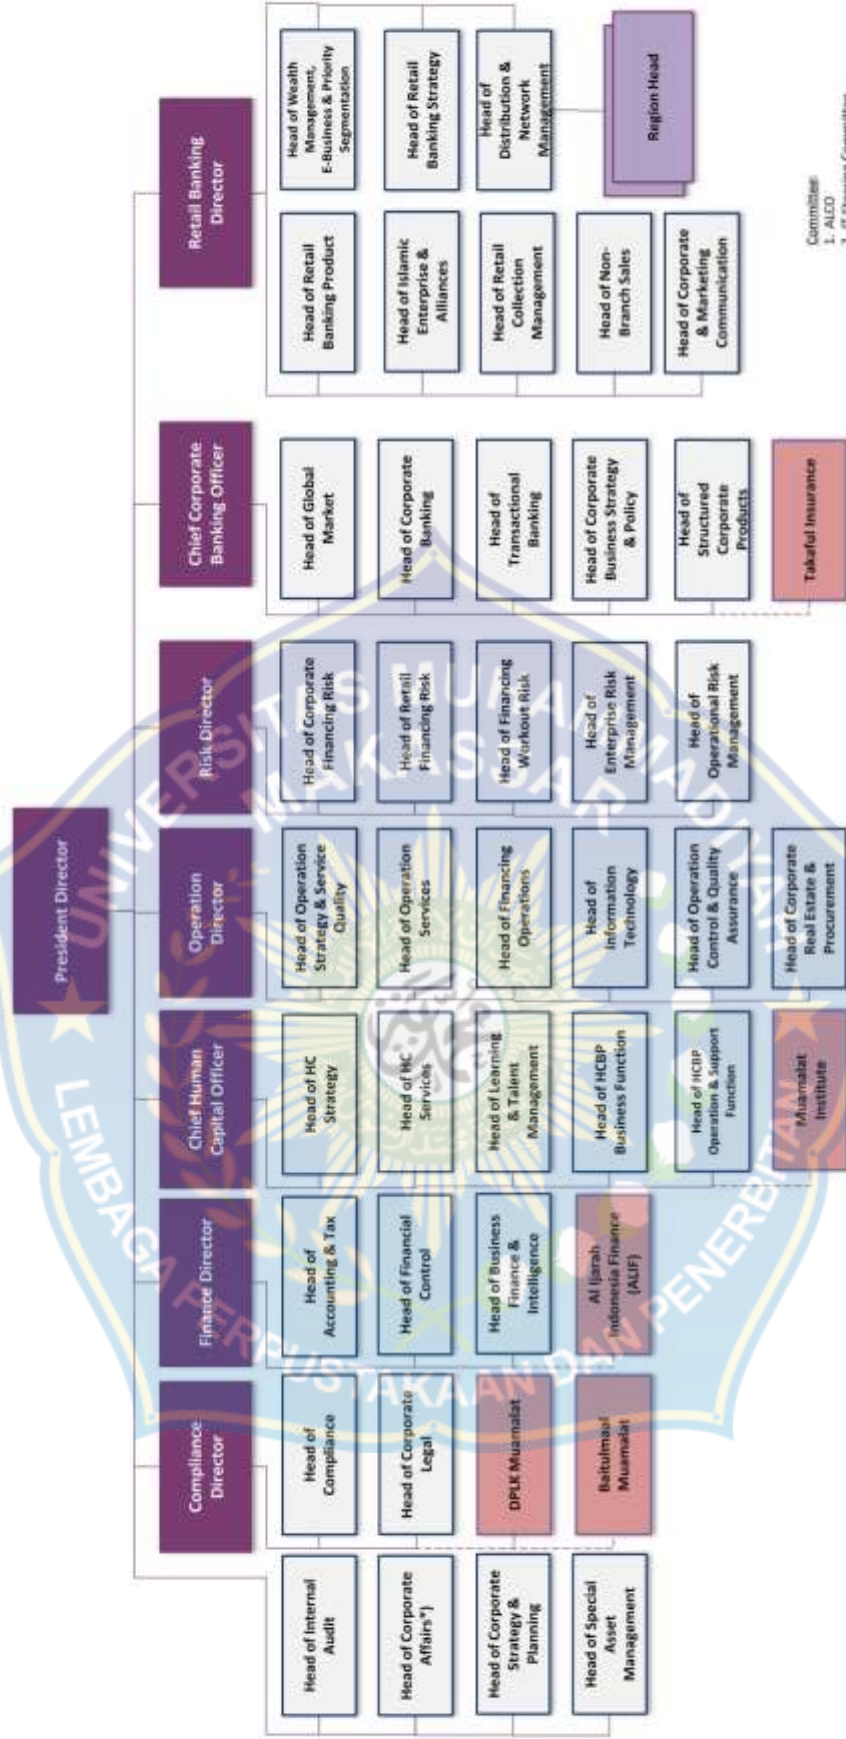 President Director
Compliance
Director
Finance Director
Chief Human
Capital Officer
Operation
Director
Risk Director
Chief Corporate
Banking Officer
Retail Banking
Director
Head of Internal
Audit
Head of Corporate
Affairs*)
Head of Corporate
Strategy &
Planning
Head of Special
Asset
Management
Head of
Compliance
Head of Corporate
Legal
DPLK Muamalat
Baitulmaal
Muamalat
Head of
Accounting & Tax
Head of Financial
Control
Head of Business
Finance &
Intelligence
Al Ijarah
Indonesia Finance
(ALIF)
Head of HC
Strategy
Head of HC
Services
Head of Learning
& Talent
Management
Head of HCBP
Business Function
Head of HCBP
Operation & Support
Function
Muamalat
Institute
Head of Operation
Strategy & Service
Quality
Head of Operation
Services
Head of Financing
Operations
Head of
Information
Technology
Head of Operation
Control & Quality
Assurance
Head of Corporate
Real Estate &
Procurement
Head of Corporate
Financing Risk
Head of Retail
Financing Risk
Head of Financing
Workout Risk
Head of
Enterprise Risk
Management
Head of
Operational Risk
Management
Head of Global
Market
Head of Corporate
Banking
Head of
Transactional
Banking
Head of Corporate
Business Strategy
& Policy
Head of
Structured
Corporate
Products
Takaful Insurance
Head of Retail
Banking Product
Head of Islamic
Enterprise &
Alliances
Head of Retail
Collection
Management
Head of Non-
Branch Sales
Head of Corporate
& Marketing
Communication
Head of Wealth
Management,
E-Business & Priority
Segmentation
Head of Retail
Banking Strategy
Head of
Distribution &
Network
Management
Region Head
Committee:
1. ALCO
UNIVERSITAS MUHAMMADIYAH
MAKASSAR
LEMBAGA PERPUSTAKAAN DAN PENERBITAN